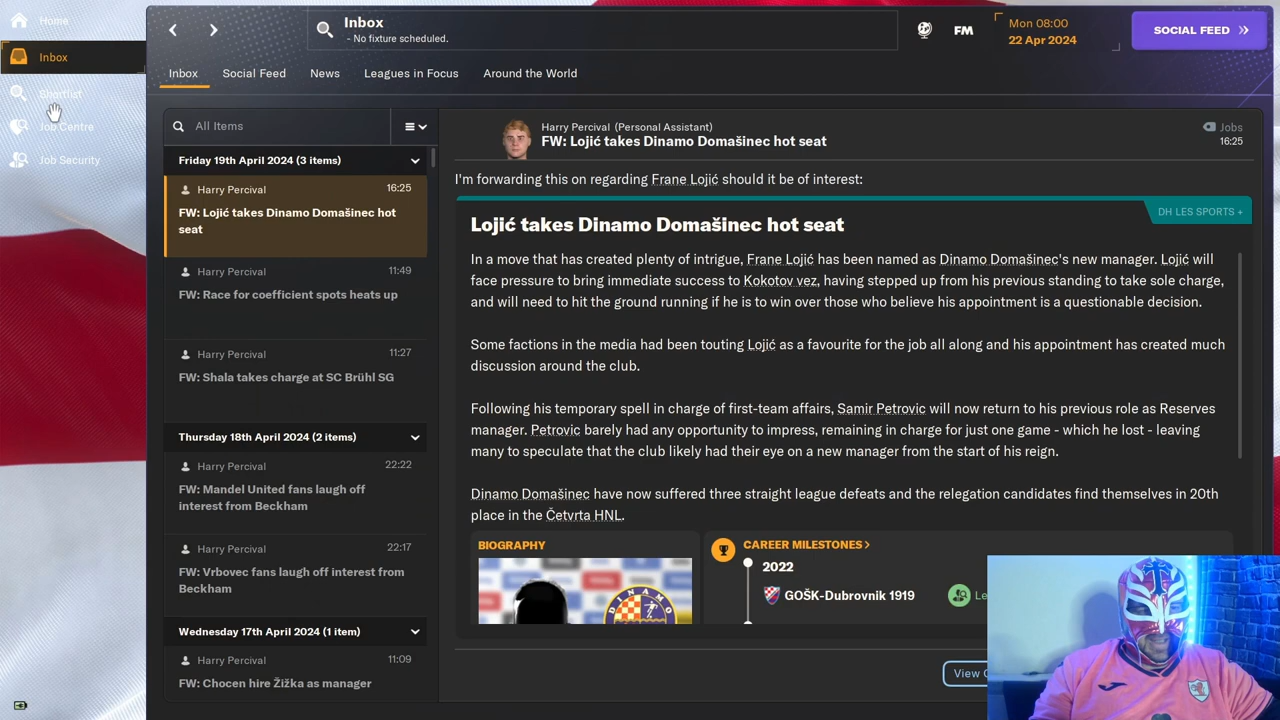 Home
Inbox
Shortlist
Job Centre
Job Security
Inbox
- No fixture scheduled.
FM
Mon 08:00
22 Apr 2024
SOCIAL FEED
Inbox
Social Feed
News
Leagues in Focus
Around the World
All Items
Friday 19th April 2024 (3 items)
Harry Percival
16:25
FW: Lojić takes Dinamo Domašinec hot
seat
Harry Percival
11:49
FW: Race for coefficient spots heats up
Harry Percival
11:27
FW: Shala takes charge at SC Brühl SG
Thursday 18th April 2024 (2 items)
Harry Percival
22:22
FW: Mandel United fans laugh off
interest from Beckham
Harry Percival
22:17
FW: Vrbovec fans laugh off interest from
Beckham
Wednesday 17th April 2024 (1 item)
Harry Percival
11:09
FW: Chocen hire Žižka as manager
Harry Percival (Personal Assistant)
FW: Lojić takes Dinamo Domašinec hot seat
Jobs
16:25
I'm forwarding this on regarding Frane Lojić should it be of interest:
DH LES SPORTS +
Lojić takes Dinamo Domašinec hot seat
In a move that has created plenty of intrigue, Frane Lojić has been named as Dinamo Domašinec's new manager. Lojić will
face pressure to bring immediate success to Kokotov vez, having stepped up from his previous standing to take sole charge,
and will need to hit the ground running if he is to win over those who believe his appointment is a questionable decision.
Some factions in the media had been touting Lojić as a favourite for the job all along and his appointment has created much
discussion around the club.
Following his temporary spell in charge of first-team affairs, Samir Petrovic will now return to his previous role as Reserves
manager. Petrovic barely had any opportunity to impress, remaining in charge for just one game - which he lost - leaving
many to speculate that the club likely had their eye on a new manager from the start of his reign.
Dinamo Domašinec have now suffered three straight league defeats and the relegation candidates find themselves in 20th
place in the Četvrta HNL.
BIOGRAPHY
DINAMO
CAREER MILESTONES
2022
GOŠK-Dubrovnik 1919
Le
View